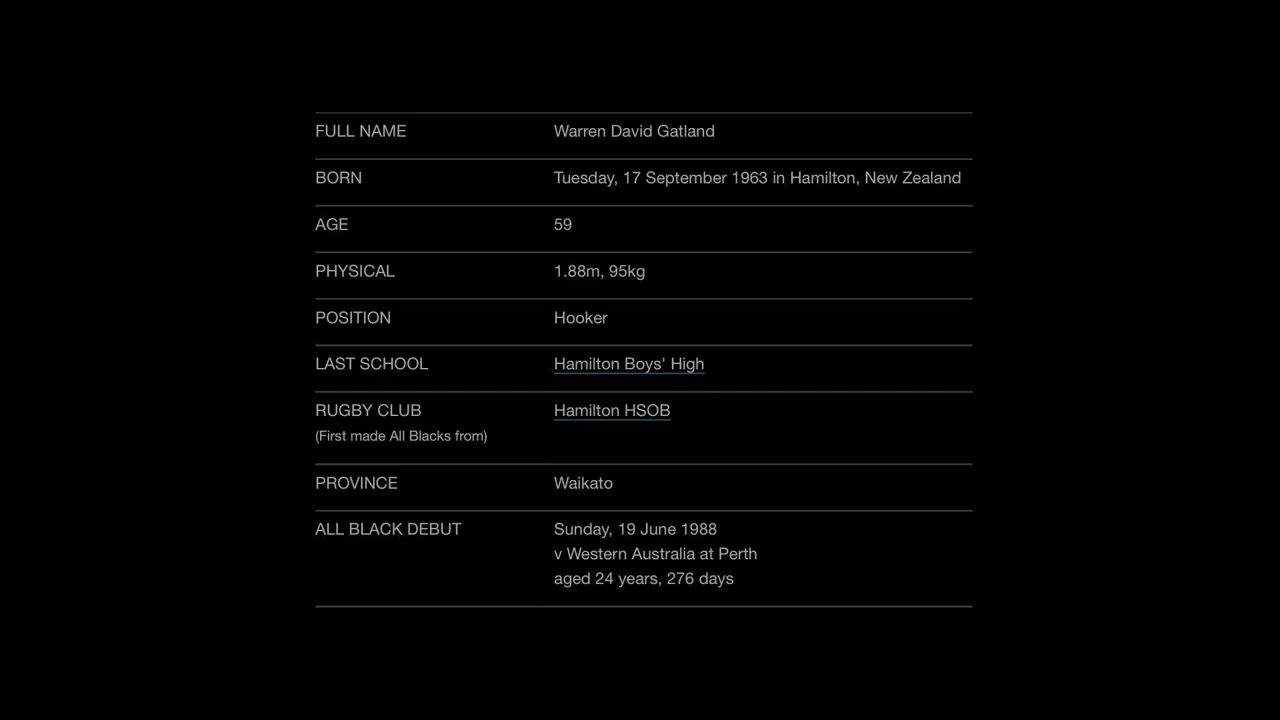 FULL NAME Warren David Gatland
BORN Tuesday, 17 September 1963 in Hamilton, New Zealand
AGE 59
PHYSICAL 1.88m, 95kg
POSITION Hooker
LAST SCHOOL Hamilton Boys' High
RUGBY CLUB Hamilton HSOB
(First made All Blacks from)
PROVINCE Waikato
ALL BLACK DEBUT Sunday, 19 June 1988
v Western Australia at Perth
aged 24 years, 276 days